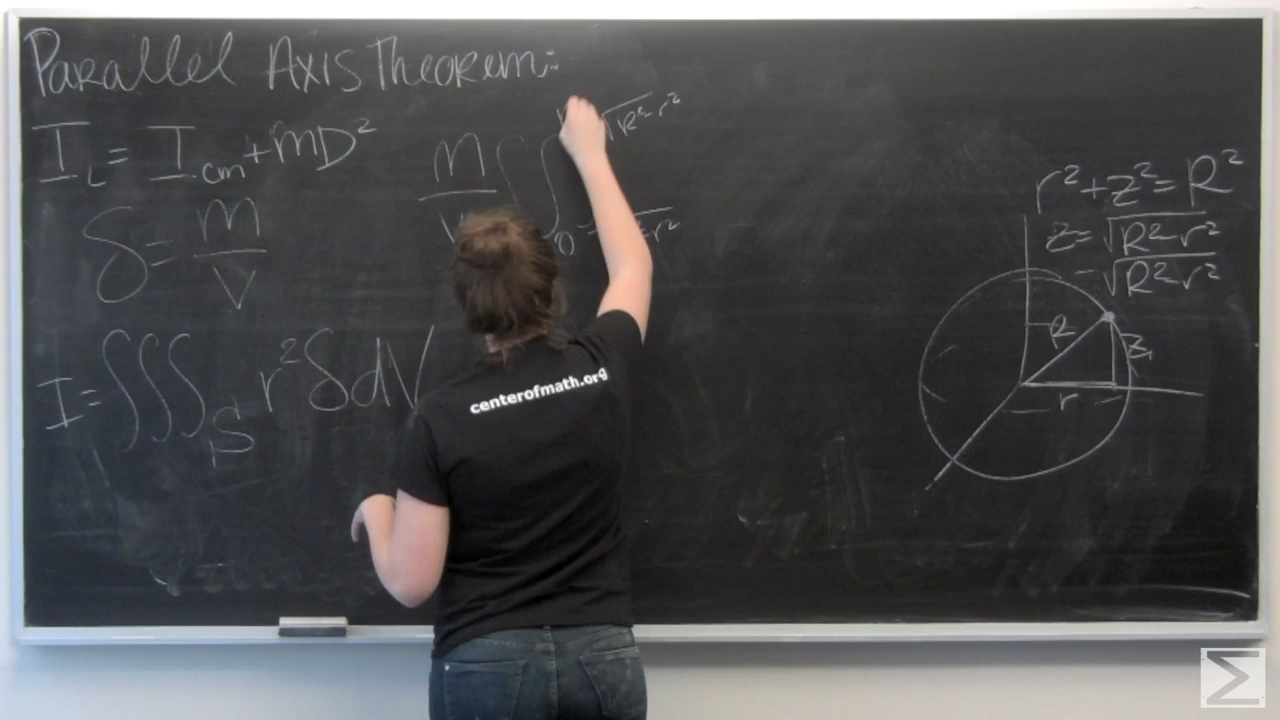 Parallel Axis Theorem:
I_L = I_cm + mD²
δ = m/V
I = ∭_S r² δ dV
m ∫∫_0 √R²-r²
-r²
r² + z² = R²
z = √R²-r²
-√R²-r²
R
z
r
centerofmath.org
Σ